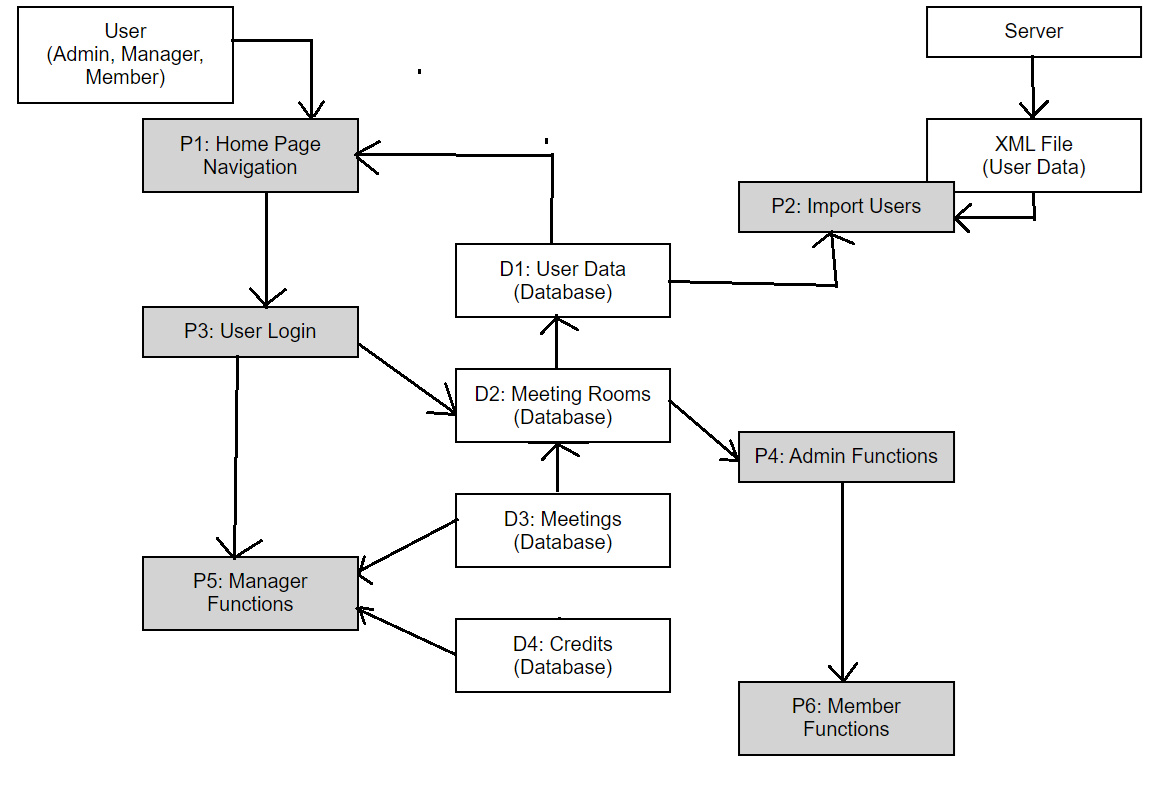 User
(Admin, Manager,
Member)
Server
P1: Home Page
Navigation
XML File
(User Data)
P2: Import Users
D1: User Data
(Database)
P3: User Login
D2: Meeting Rooms
(Database)
P4: Admin Functions
D3: Meetings
(Database)
P5: Manager
Functions
D4: Credits
(Database)
P6: Member
Functions